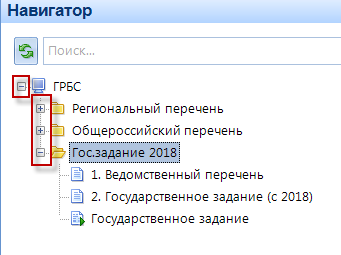 Навигатор
Поиск...
ГРБС
Региональный перечень
Общероссийский перечень
Гос.задание 2018
1. Ведомственный перечень
2. Государственное задание (с 2018)
Государственное задание